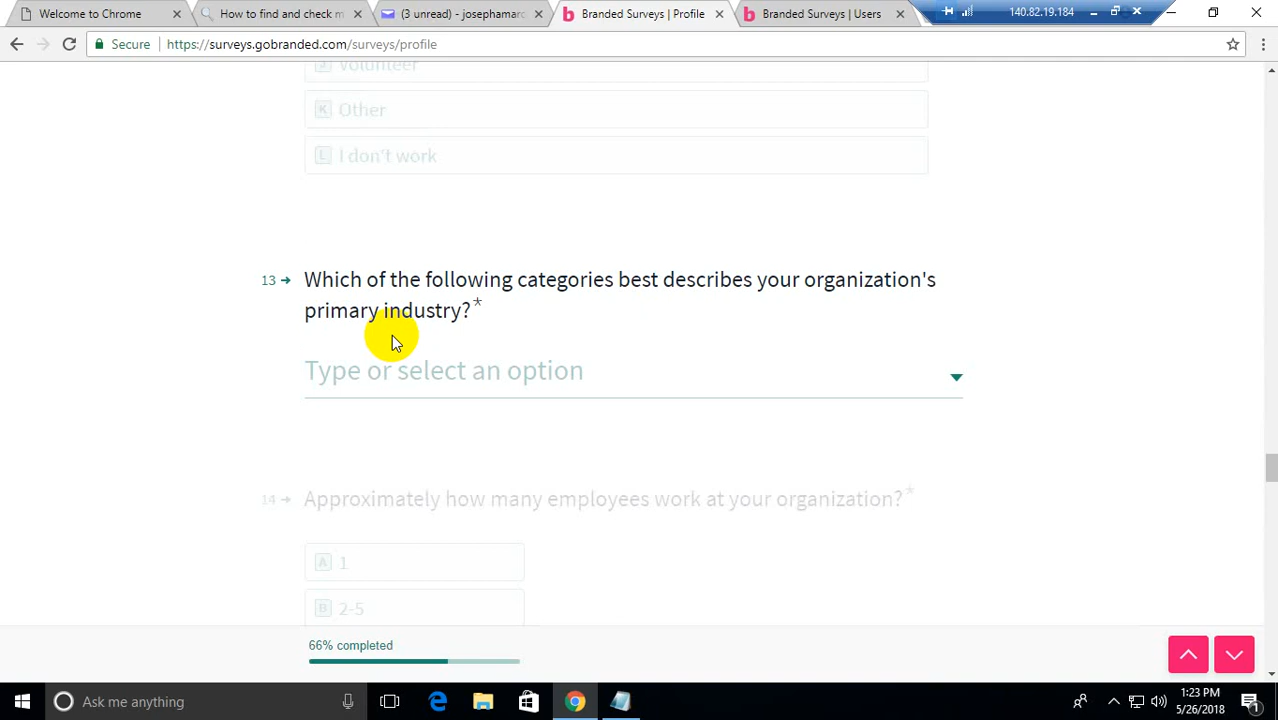 Welcome to Chrome
How to find and check m
(3 unread) - josephamarc
Branded Surveys | Profile
Branded Surveys | Users
140.82.19.184
Secure
https://surveys.gobranded.com/surveys/profile
J Volunteer
K Other
L I don't work
13 Which of the following categories best describes your organization's
primary industry?*
Type or select an option
14 Approximately how many employees work at your organization?*
A 1
B 2-5
66% completed
Ask me anything
1:23 PM
5/26/2018
1